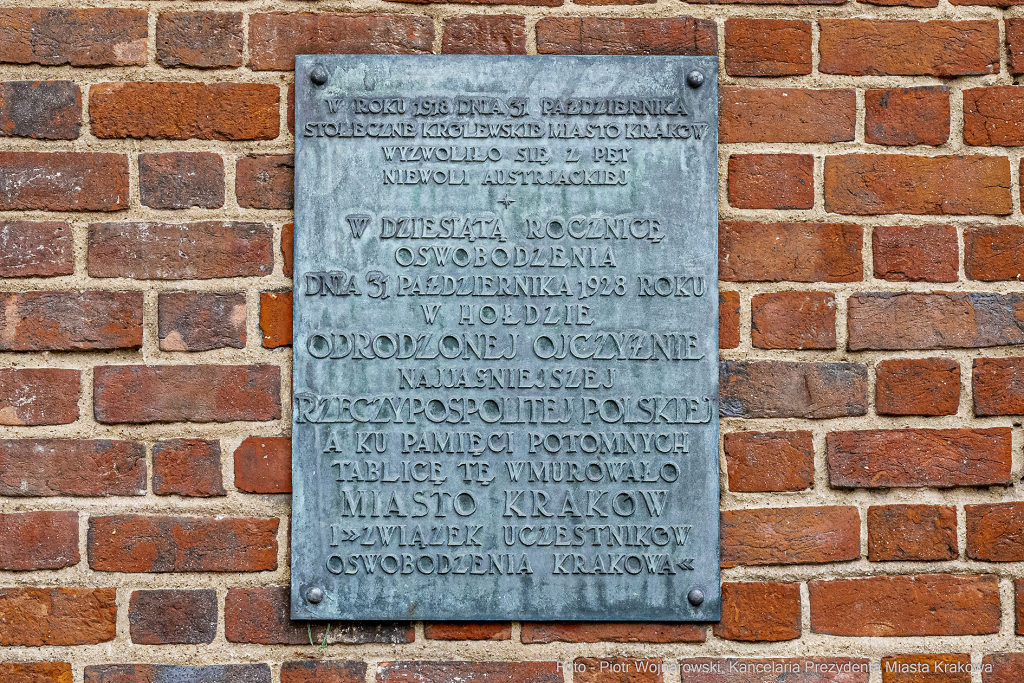 W ROKU 1918 DNIA 31 PAŹDZIERNIKA
STOŁECZNE KRÓLEWSKIE MIASTO KRAKÓW
WYZWOLIŁO SIĘ Z PĘT
NIEWOLI AUSTRJACKIEJ
W DZIESIĄTĄ ROCZNICĘ
OSWOBODZENIA
DNIA 31 PAŹDZIERNIKA 1928 ROKU
W HOŁDZIE
ODRODZONEJ OJCZYŹNIE
NAJJAŚNIEJSZEJ
RZECZYPOSPOLITEJ POLSKIEJ
A KU PAMIĘCI POTOMNYCH
TABLICĘ TĘ WMUROWAŁO
MIASTO KRAKÓW
I »ZWIĄZEK UCZESTNIKÓW
OSWOBODZENIA KRAKOWA«
Foto - Piotr Wojnarowski, Kancelaria Prezydenta Miasta Krakowa